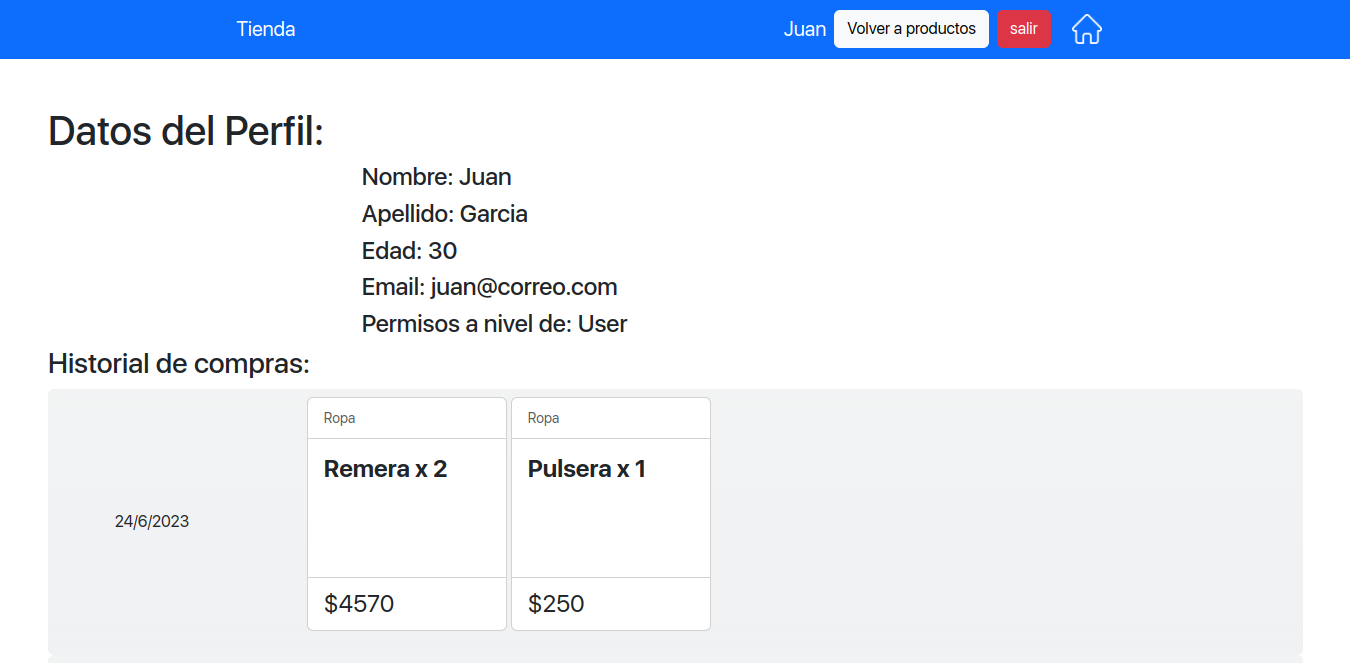 Tienda
Juan Volver a productos salir
Datos del Perfil:
Nombre: Juan
Apellido: Garcia
Edad: 30
Email: juan@correo.com
Permisos a nivel de: User
Historial de compras:
24/6/2023
Ropa
Remera x 2
$4570
Ropa
Pulsera x 1
$250